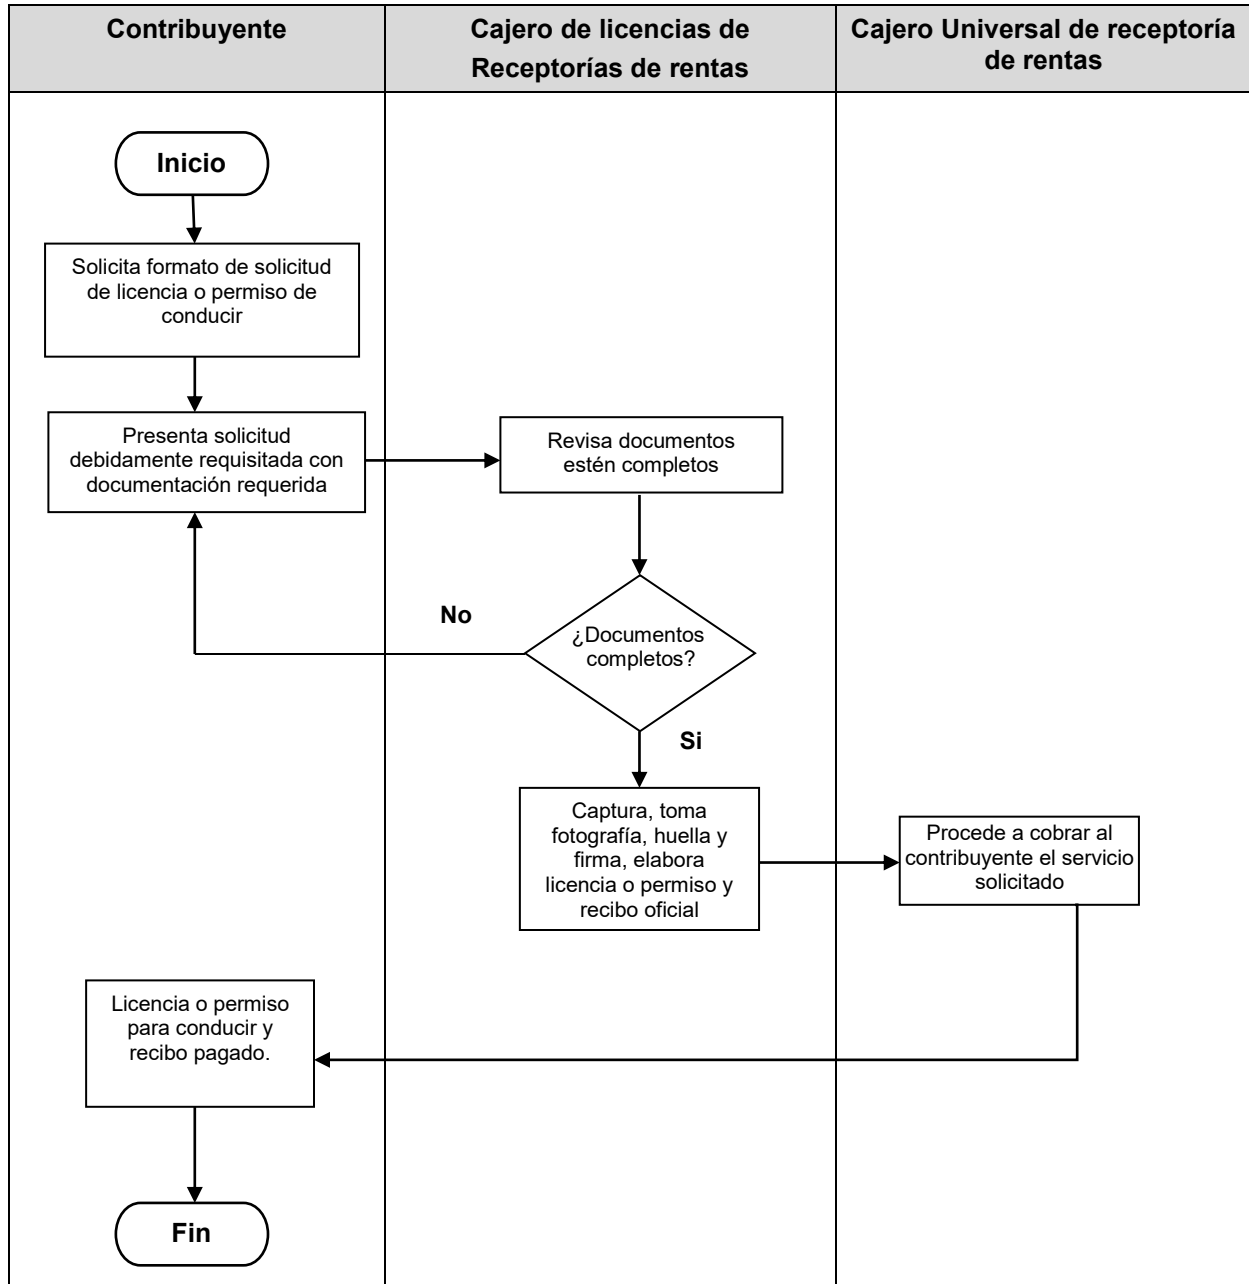 Contribuyente
Cajero de licencias de
Receptorías de rentas
Cajero Universal de receptoría
de rentas
Inicio
Solicita formato de solicitud
de licencia o permiso de
conducir
Presenta solicitud
debidamente requisitada con
documentación requerida
Revisa documentos
estén completos
No
¿Documentos
completos?
Si
Captura, toma
fotografía, huella y
firma, elabora
licencia o permiso y
recibo oficial
Procede a cobrar al
contribuyente el servicio
solicitado
Licencia o permiso
para conducir y
recibo pagado.
Fin